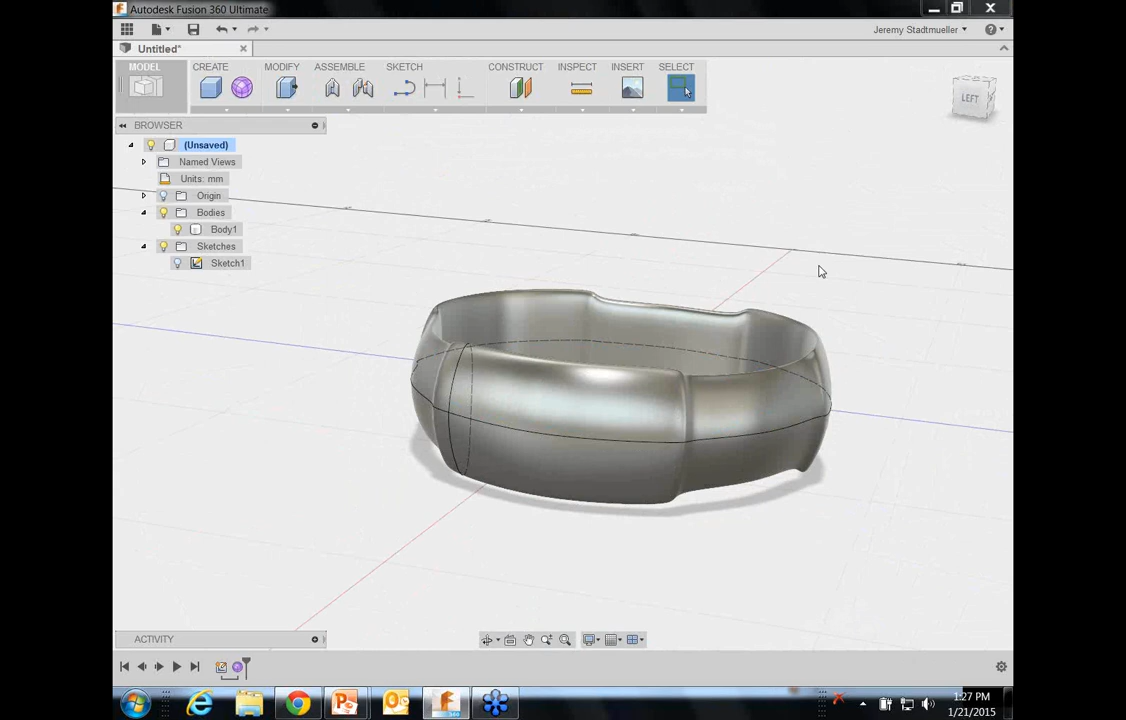 Autodesk Fusion 360 Ultimate
Jeremy Stadtmueller
Untitled*
MODEL
CREATE
MODIFY
ASSEMBLE
SKETCH
CONSTRUCT
INSPECT
INSERT
SELECT
LEFT
BROWSER
(Unsaved)
Named Views
Units: mm
Origin
Bodies
Body1
Sketches
Sketch1
ACTIVITY
360
1:27 PM
1/21/2015